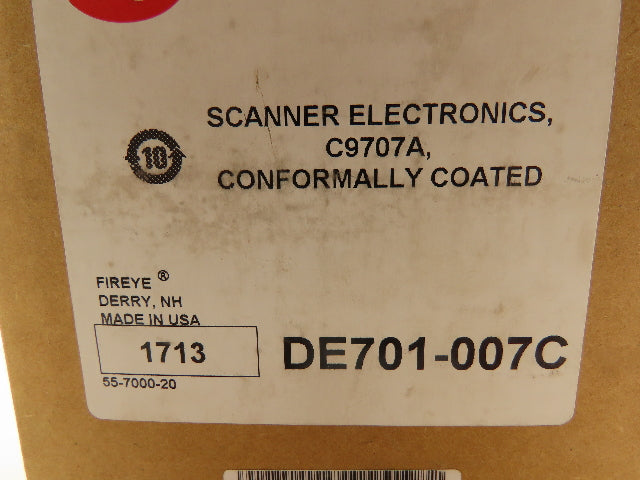 SCANNER ELECTRONICS,
C9707A,
CONFORMALLY COATED
10
FIREYE ®
DERRY, NH
MADE IN USA
1713
DE701-007C
55-7000-20